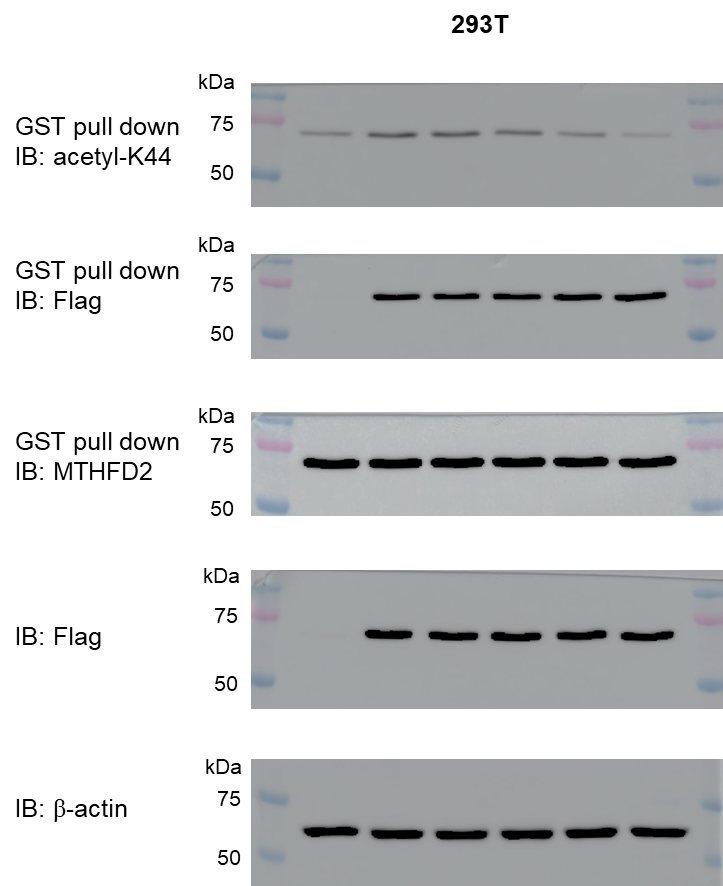 293T
kDa
GST pull down
IB: acetyl-K44
75
50
kDa
GST pull down
IB: Flag
75
50
kDa
GST pull down
IB: MTHFD2
75
50
kDa
IB: Flag
75
50
kDa
IB: β-actin
75
50